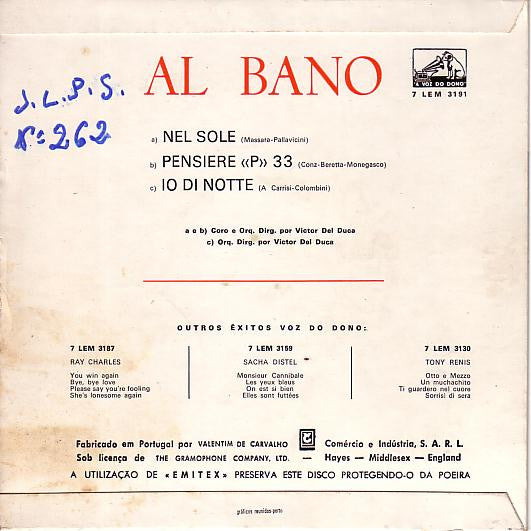 J.L.P.S.
Nº 262
AL BANO
"A VOZ DO DONO"
7 LEM 3191
a) NEL SOLE (Massara-Pallavicini)
b) PENSIERE «P» 33 (Conz-Beretta-Monegasco)
c) IO DI NOTTE (A Carrisi-Colombini)
a e b) Coro e Orq. Dirg. por Victor Del Duca
c) Orq. Dirg. por Victor Del Duca
OUTROS ÊXITOS VOZ DO DONO:
7 LEM 3187
RAY CHARLES
You win again
Bye, bye love
Please say you're fooling
She's lonesome again
7 LEM 3159
SACHA DISTEL
Monsieur Cannibale
Les yeux bleus
On est si bien
Elles sont futtées
7 LEM 3130
TONY RENIS
Otto e Mezzo
Un muchachito
Ti guardero nel cuore
Sorrisi di sera
Fabricado em Portugal por VALENTIM DE CARVALHO Comércio e Indústria, S. A. R. L.
Sob licença de THE GRAMOPHONE COMPANY, LTD. — Hayes — Middlesex — England
A UTILIZAÇÃO DE «EMITEX» PRESERVA ESTE DISCO PROTEGENDO-O DA POEIRA
gráficos reunidos-porto